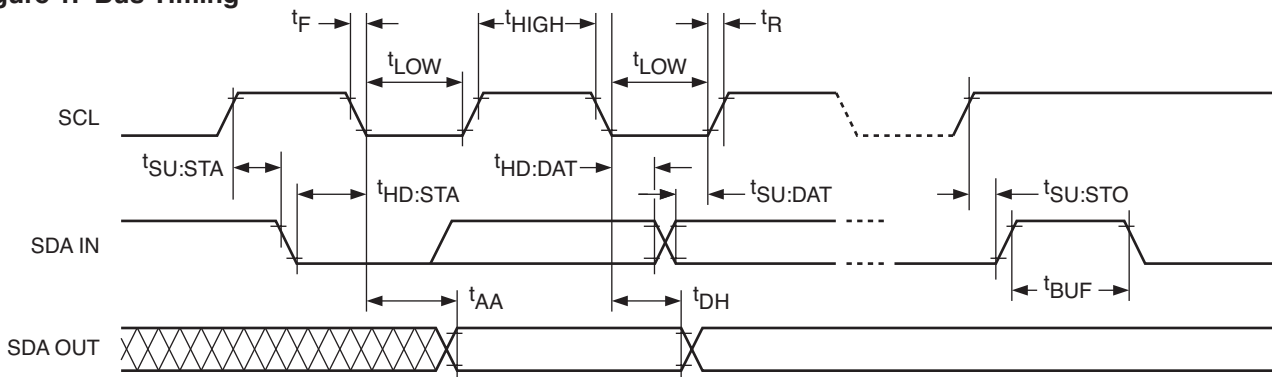 Figure 1. Bus Timing
tF
tHIGH
tR
tLOW
tLOW
SCL
tSU:STA
tHD:STA
tHD:DAT
tSU:DAT
tSU:STO
SDA IN
tBUF
tAA
tDH
SDA OUT